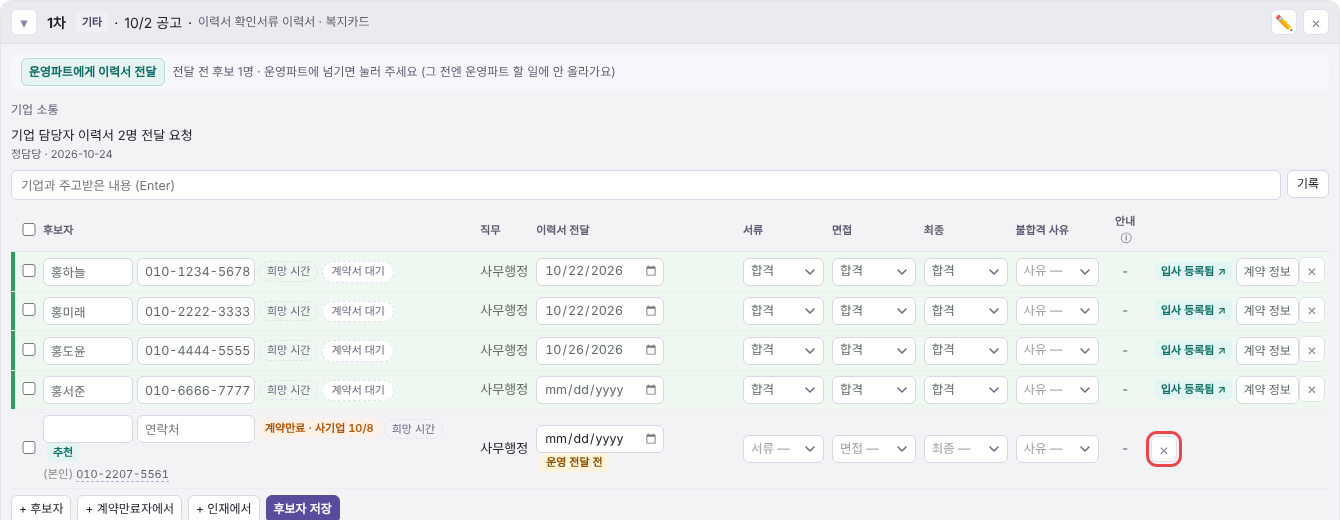 ▼ 1차 기타 · 10/2 공고 · 이력서 확인서류 이력서 · 복지카드 ✏️ ×
운영파트에게 이력서 전달 전달 전 후보 1명 · 운영파트에 넘기면 눌러 주세요 (그 전엔 운영파트 할 일에 안 올라가요)
기업 소통
기업 담당자 이력서 2명 전달 요청
정담당 · 2026-10-24
기업과 주고받은 내용 (Enter) 기록
후보자 직무 이력서 전달 서류 면접 최종 불합격 사유 안내 ⓘ
홍하늘 010-1234-5678 희망 시간 계약서 대기 사무행정 10/22/2026 합격 합격 합격 사유 — - 입사 등록됨 ↗ 계약 정보 ×
홍미래 010-2222-3333 희망 시간 계약서 대기 사무행정 10/22/2026 합격 합격 합격 사유 — - 입사 등록됨 ↗ 계약 정보 ×
홍도윤 010-4444-5555 희망 시간 계약서 대기 사무행정 10/26/2026 합격 합격 합격 사유 — - 입사 등록됨 ↗ 계약 정보 ×
홍서준 010-6666-7777 희망 시간 계약서 대기 사무행정 mm/dd/yyyy 합격 합격 합격 사유 — - 입사 등록됨 ↗ 계약 정보 ×
연락처 계약만료 · 사기업 10/8 희망 시간 사무행정 mm/dd/yyyy 서류 — 면접 — 최종 — 사유 — - ×
추천 운영 전달 전
(본인) 010-2207-5561
+ 후보자 + 계약만료자에서 + 인재에서 후보자 저장